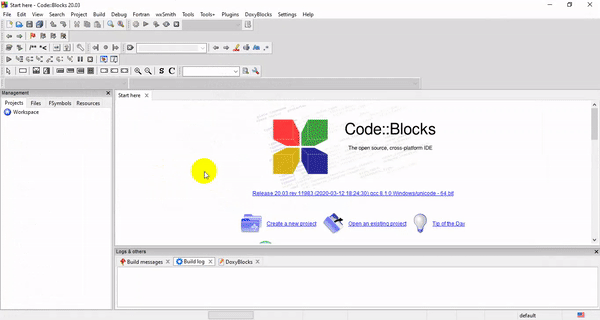 Start here - Code::Blocks 20.03
File Edit View Search Project Build Debug Fortran wxSmith Tools Tools+ Plugins DoxyBlocks Settings Help
S C
Management
Projects Files FSymbols Resources
Workspace
Start here
Code::Blocks
The open source, cross-platform IDE
Release 20.03 rev 11983 (2020-03-12 18:24:30) gcc 8.1.0 Windows/unicode - 64 bit
Create a new project Open an existing project Tip of the Day
Logs & others
Build messages Build log DoxyBlocks
default